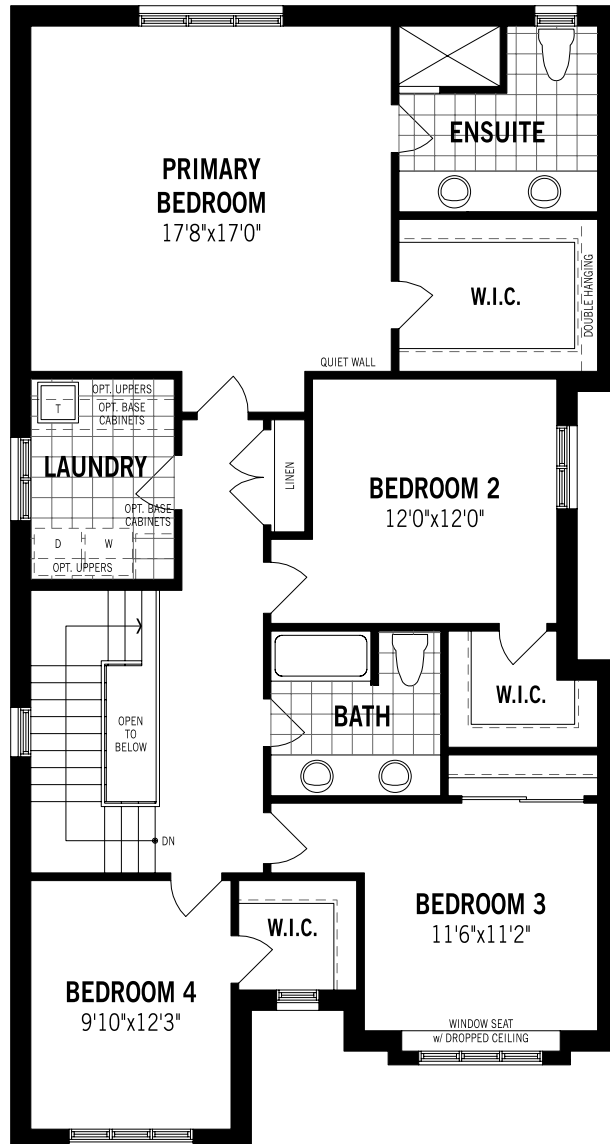 PRIMARY
BEDROOM
17'8"x17'0"
ENSUITE
W.I.C.
DOUBLE HANGING
QUIET WALL
OPT. UPPERS
T
OPT. BASE
CABINETS
LAUNDRY
LINEN
OPT. BASE
CABINETS
D
W
OPT. UPPERS
BEDROOM 2
12'0"x12'0"
W.I.C.
BATH
OPEN
TO
BELOW
DN
BEDROOM 3
11'6"x11'2"
W.I.C.
BEDROOM 4
9'10"x12'3"
WINDOW SEAT
w/ DROPPED CEILING